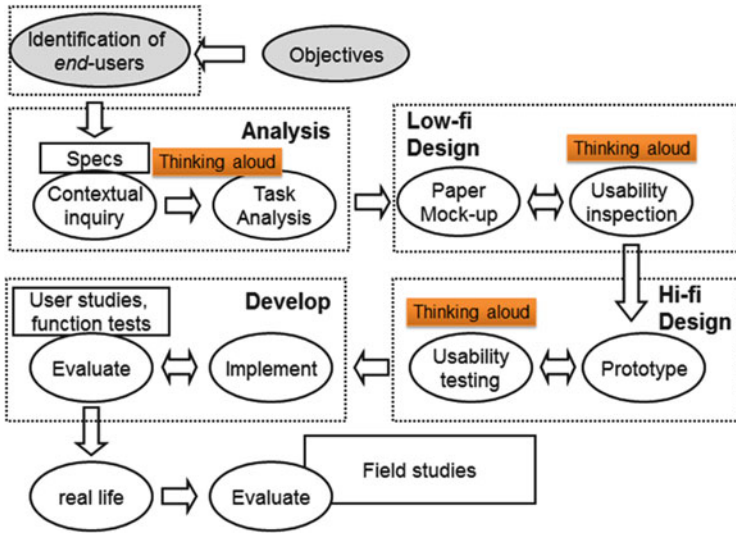 Identification of
end-users
Objectives
Analysis
Specs
Thinking aloud
Contextual
inquiry
Task
Analysis
Low-fi
Design
Thinking aloud
Paper
Mock-up
Usability
inspection
User studies,
function tests
Develop
Evaluate
Implement
Hi-fi
Design
Thinking aloud
Usability
testing
Prototype
real life
Evaluate
Field studies